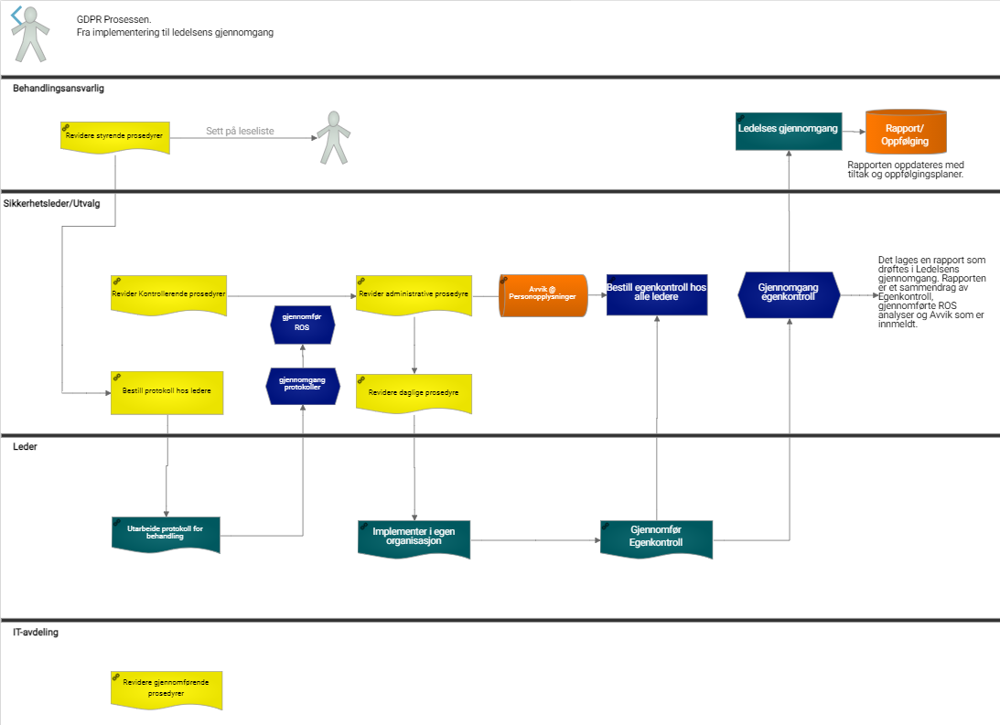 GDPR Prosessen.
Fra implementering til ledelsens gjennomgang
Behandlingsansvarlig
Revidere styrende prosedyrer
Sett på leseliste
Ledelses gjennomgang
Rapport/
Oppfølging
Rapporten oppdateres med
tiltak og oppfølgingsplaner.
Sikkerhetsleder/Utvalg
Revider Kontrollerende prosedyrer
gjennomfør
ROS
Revider administrative prosedyre
Avvik @
Personopplysninger
Bestill egenkontroll hos
alle ledere
Gjennomgang
egenkontroll
Det lages en rapport som
drøftes i Ledelsens
gjennomgang. Rapporten
er et sammendrag av
Egenkontroll,
gjennomførte ROS
analyser og Avvik som er
innmeldt.
Bestill protokoll hos ledere
gjennomgang
protokoller
Revidere daglige prosedyre
Leder
Utarbeide protokoll for
behandling
Implementer i egen
organisasjon
Gjennomfør
Egenkontroll
IT-avdeling
Revidere gjennomførende
prosedyrer